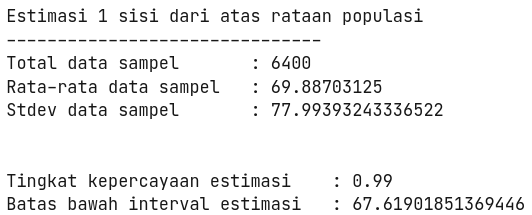 Estimasi 1 sisi dari atas rataan populasi
-------------------------------
Total data sampel : 6400
Rata-rata data sampel : 69.88703125
Stdev data sampel : 77.99393243336522
Tingkat kepercayaan estimasi : 0.99
Batas bawah interval estimasi : 67.61901851369446